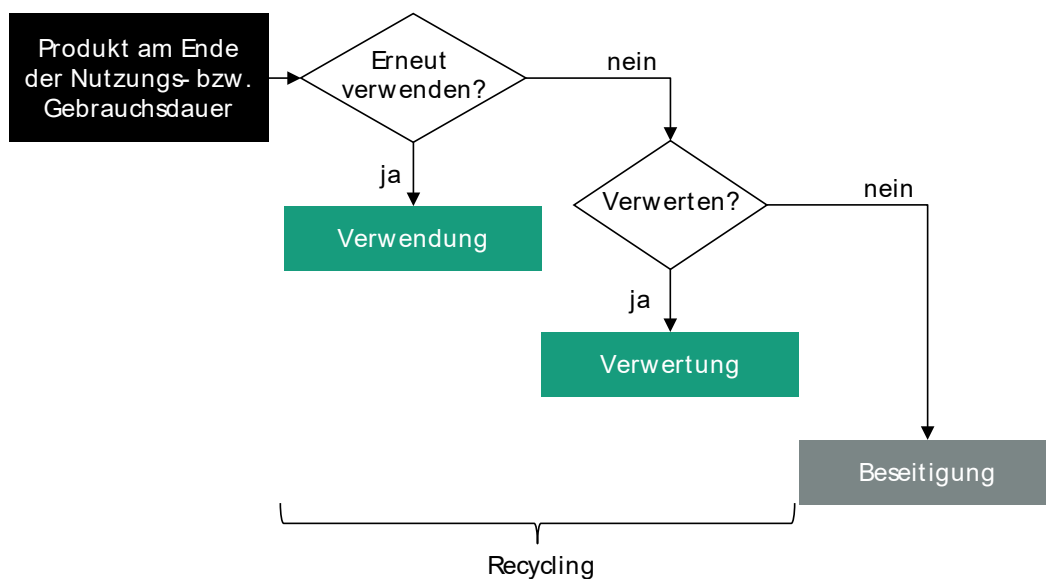 Produkt am Ende
der Nutzungs- bzw.
Gebrauchsdauer
Erneut
verwenden?
nein
ja
Verwendung
Verwerten?
nein
ja
Verwertung
Beseitigung
Recycling